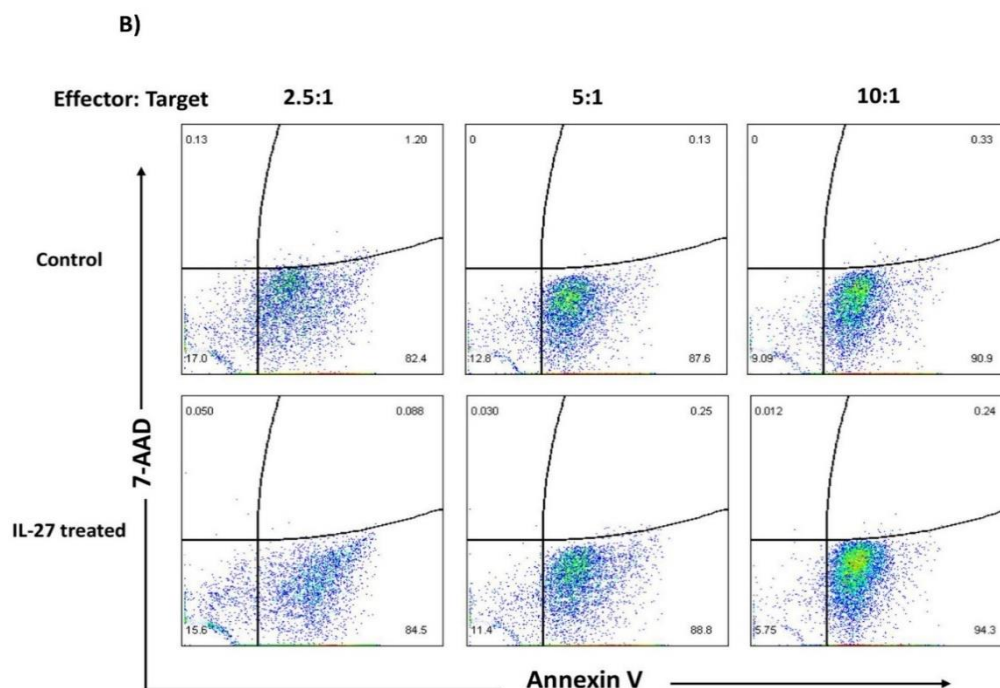 B)
Effector: Target 2.5:1 5:1 10:1
0.13 1.20 0 0.13 0 0.33
Control
17.0 82.4 12.8 87.6 9.09 90.9
7-AAD
0.050 0.088 0.030 0.25 0.012 0.24
IL-27 treated
15.6 84.5 11.4 88.8 5.75 94.3
Annexin V